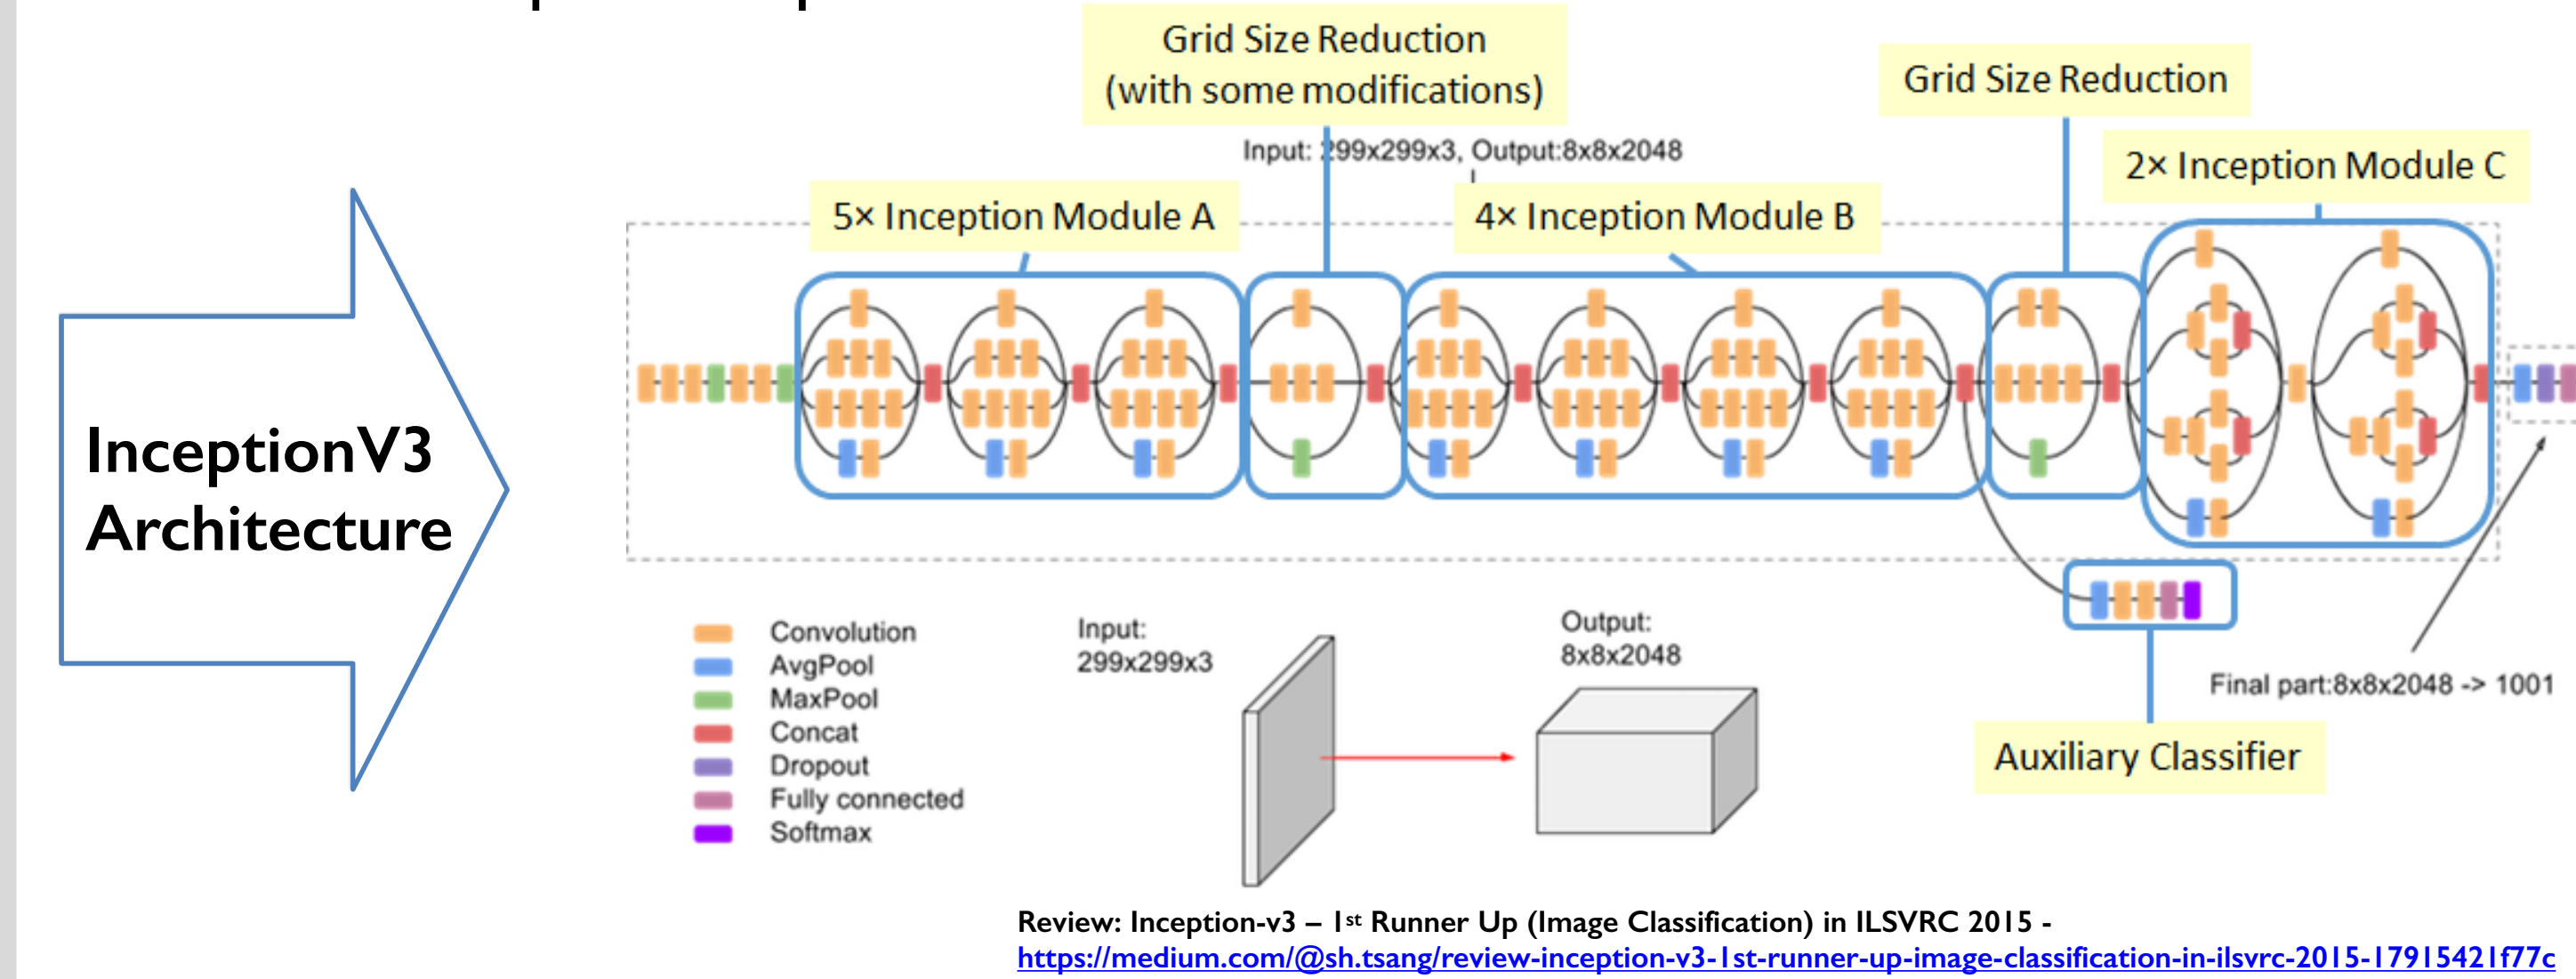 Grid Size Reduction
(with some modifications)
Grid Size Reduction
Input: 299x299x3, Output:8x8x2048
2× Inception Module C
5× Inception Module A
4× Inception Module B
InceptionV3
Architecture
Convolution
AvgPool
MaxPool
Concat
Dropout
Fully connected
Softmax
Input:
299x299x3
Output:
8x8x2048
Final part:8x8x2048 -> 1001
Auxiliary Classifier
Review: Inception-v3 – 1st Runner Up (Image Classification) in ILSVRC 2015 -
https://medium.com/@sh.tsang/review-inception-v3-1st-runner-up-image-classification-in-ilsvrc-2015-17915421f77c